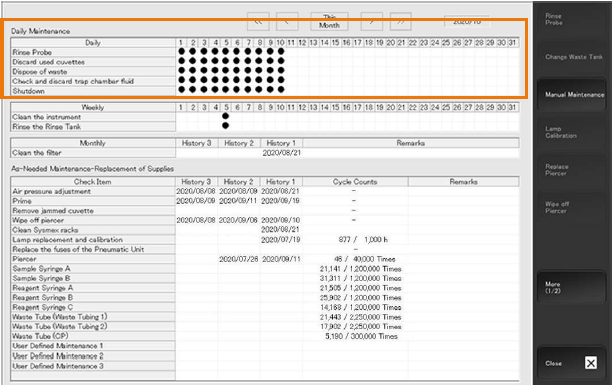 << < This Month > >> 2020/10
Daily Maintenance
Daily 1 2 3 4 5 6 7 8 9 10 11 12 13 14 15 16 17 18 19 20 21 22 23 24 25 26 27 28 29 30 31
Rinse Probe ● ● ● ● ● ● ● ● ● ●
Discard used cuvettes ● ● ● ● ● ● ● ● ● ●
Dispose of waste ● ● ● ● ● ● ● ● ● ●
Check and discard trap chamber fluid ● ● ● ● ● ● ● ● ● ●
Shutdown ● ● ● ● ● ● ● ● ● ●
Weekly 1 2 3 4 5 6 7 8 9 10 11 12 13 14 15 16 17 18 19 20 21 22 23 24 25 26 27 28 29 30 31
Clean the instrument ●
Rinse the Rinse Tank ●
Monthly History 3 History 2 History 1 Remarks
Clean the filter 2020/08/21
As-Needed Maintenance-Replacement of Supplies
Check Item History 3 History 2 History 1 Cycle Counts Remarks
Air pressure adjustment 2020/08/08 2020/08/09 2020/08/21 -
Prime 2020/08/09 2020/09/11 2020/09/19 -
Remove jammed cuvette -
Wipe off piercer 2020/08/08 2020/09/06 2020/09/10 -
Clean Sysmex racks 2020/08/21
Lamp replacement and calibration 2020/07/19 877 / 1,000 h
Replace the fuses of the Pneumatic Unit -
Piercer 2020/07/26 2020/09/11 46 / 40,000 Times
Sample Syringe A 21,141 / 1,200,000 Times
Sample Syringe B 31,311 / 1,200,000 Times
Reagent Syringe A 21,505 / 1,200,000 Times
Reagent Syringe B 25,902 / 1,200,000 Times
Reagent Syringe C 14,168 / 1,200,000 Times
Waste Tube (Waste Tubing 1) 21,443 / 2,250,000 Times
Waste Tube (Waste Tubing 2) 17,902 / 2,250,000 Times
Waste Tube (CP) 5,190 / 300,000 Times
User Defined Maintenance 1
User Defined Maintenance 2
User Defined Maintenance 3
Rinse
Probe
Change Waste Tank
Manual Maintenance
Lamp
Calibration
Replace
Piercer
Wipe off
Piercer
More
(1/2)
Close